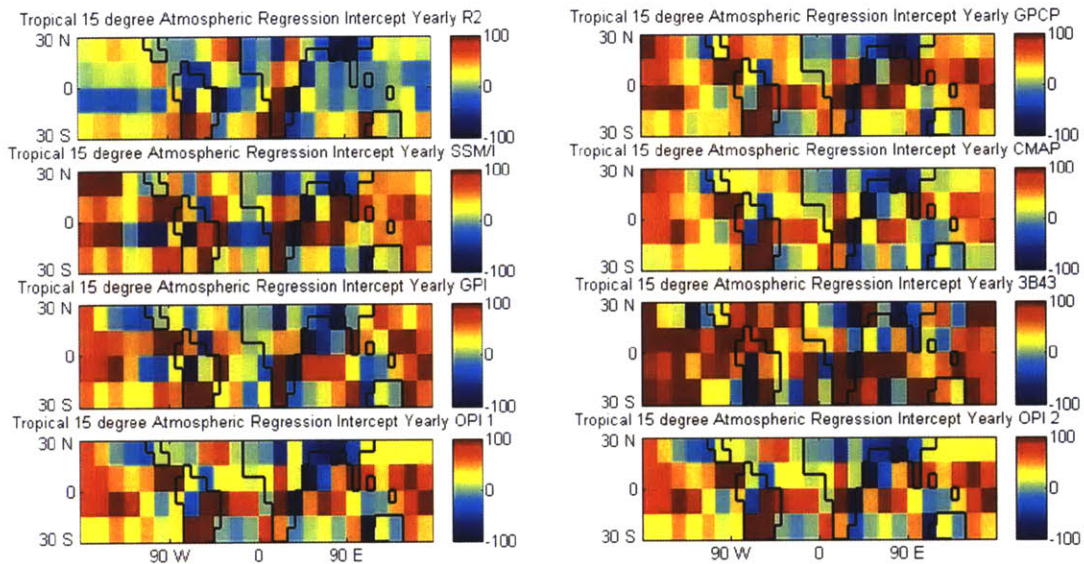 Tropical 15 degree Atmospheric Regression Intercept Yearly R2
30 N
0
30 S
100
0
-100
Tropical 15 degree Atmospheric Regression Intercept Yearly GPCP
30 N
0
30 S
100
0
-100
Tropical 15 degree Atmospheric Regression Intercept Yearly SSM/I
30 N
0
30 S
100
0
-100
Tropical 15 degree Atmospheric Regression Intercept Yearly CMAP
30 N
0
30 S
100
0
-100
Tropical 15 degree Atmospheric Regression Intercept Yearly GPI
30 N
0
30 S
100
0
-100
Tropical 15 degree Atmospheric Regression Intercept Yearly 3B43
30 N
0
30 S
100
0
-100
Tropical 15 degree Atmospheric Regression Intercept Yearly OPI 1
30 N
0
30 S
90 W 0 90 E
100
0
-100
Tropical 15 degree Atmospheric Regression Intercept Yearly OPI 2
30 N
0
30 S
90 W 0 90 E
100
0
-100